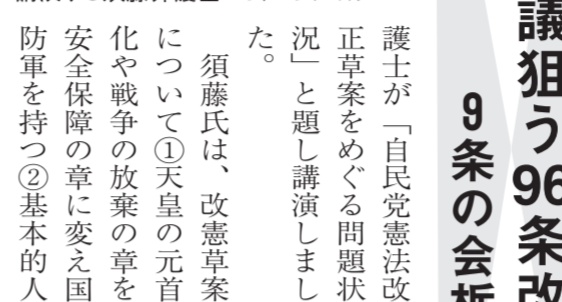 議狙う96条改
9条の会
護士が「自民党憲法改
正草案をめぐる問題状
況」と題し講演しまし
た。
須藤氏は、改憲草案
について①天皇の元首
化や戦争の放棄の章を
安全保障の章に変え国
防軍を持つ②基本的人